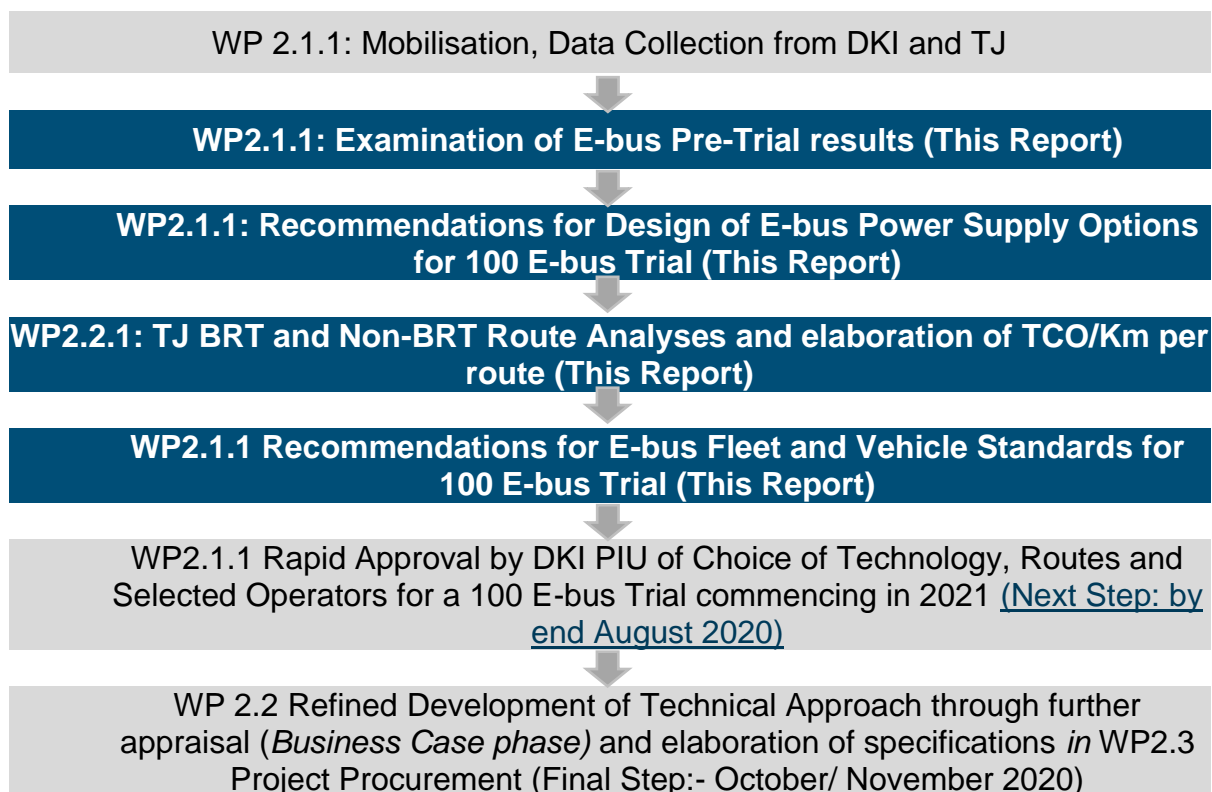 WP 2.1.1: Mobilisation, Data Collection from DKI and TJ
WP2.1.1: Examination of E-bus Pre-Trial results (This Report)
WP2.1.1: Recommendations for Design of E-bus Power Supply Options
for 100 E-bus Trial (This Report)
WP2.2.1: TJ BRT and Non-BRT Route Analyses and elaboration of TCO/Km per
route (This Report)
WP2.1.1 Recommendations for E-bus Fleet and Vehicle Standards for
100 E-bus Trial (This Report)
WP2.1.1 Rapid Approval by DKI PIU of Choice of Technology, Routes and
Selected Operators for a 100 E-bus Trial commencing in 2021 (Next Step: by
end August 2020)
WP 2.2 Refined Development of Technical Approach through further
appraisal (Business Case phase) and elaboration of specifications in WP2.3
Project Procurement (Final Step:- October/ November 2020)